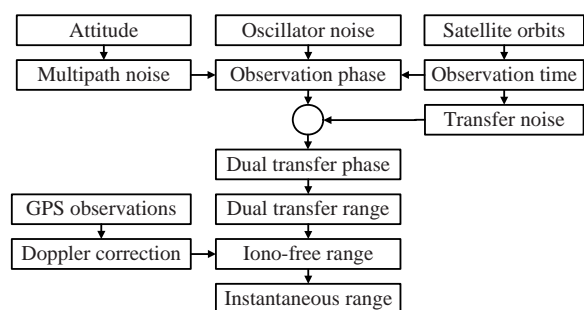 Attitude
Oscillator noise
Satellite orbits
Multipath noise
Observation phase
Observation time
Transfer noise
Dual transfer phase
GPS observations
Dual transfer range
Doppler correction
Iono-free range
Instantaneous range